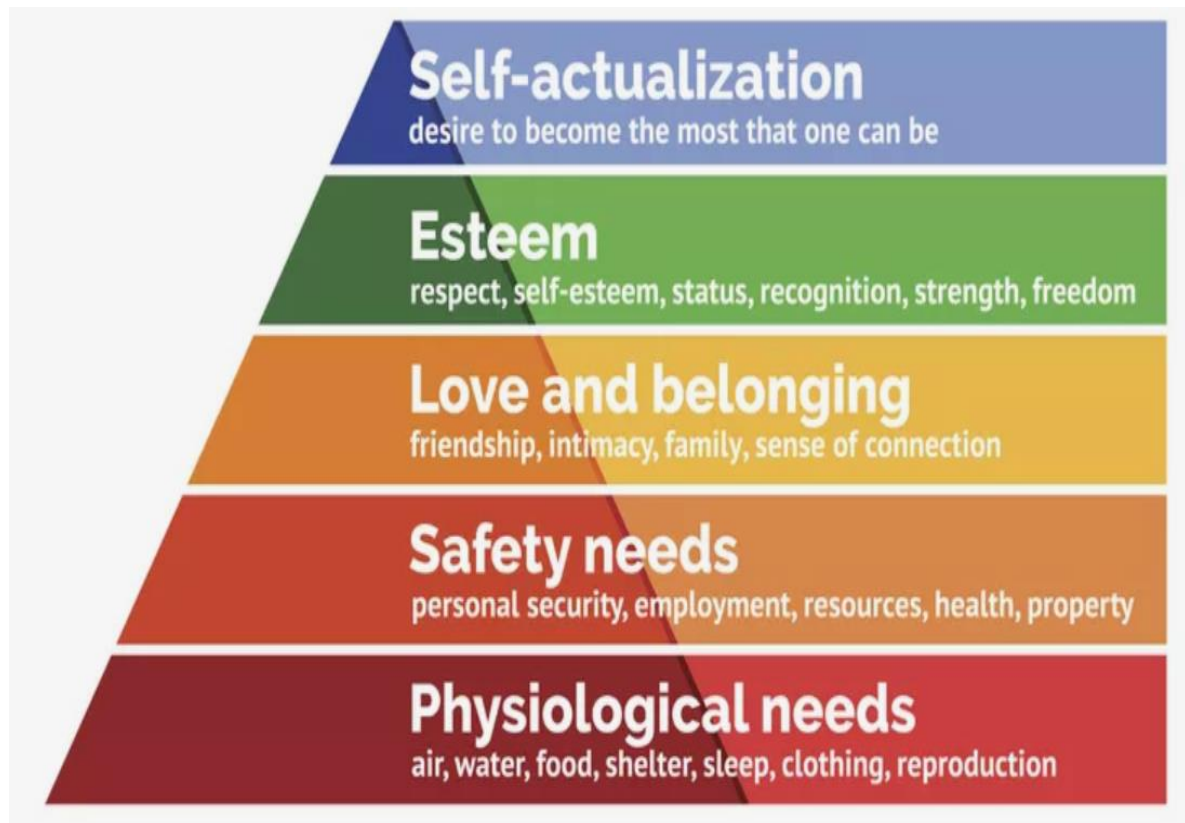 Self-actualization
desire to become the most that one can be
Esteem
respect, self-esteem, status, recognition, strength, freedom
Love and belonging
friendship, intimacy, family, sense of connection
Safety needs
personal security, employment, resources, health, property
Physiological needs
air, water, food, shelter, sleep, clothing, reproduction